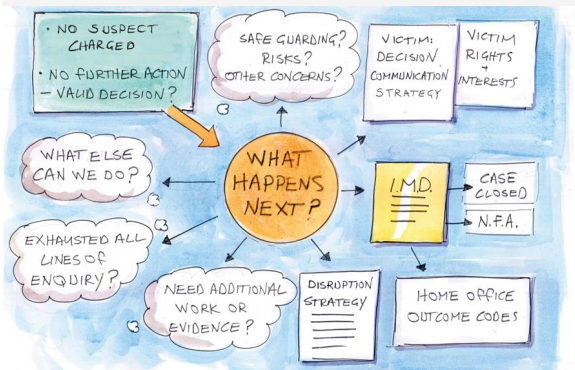 • NO SUSPECT
CHARGED
• NO FURTHER ACTION
– VALID DECISION?
SAFE GUARDING?
RISKS?
OTHER CONCERNS?
VICTIM:
DECISION
COMMUNICATION
STRATEGY
VICTIM
RIGHTS
+
INTERESTS
WHAT ELSE
CAN WE DO?
WHAT
HAPPENS
NEXT?
I.M.D.
CASE
CLOSED
N.F.A.
EXHAUSTED ALL
LINES OF
ENQUIRY?
NEED ADDITIONAL
WORK OR
EVIDENCE?
DISRUPTION
STRATEGY
HOME OFFICE
OUTCOME CODES